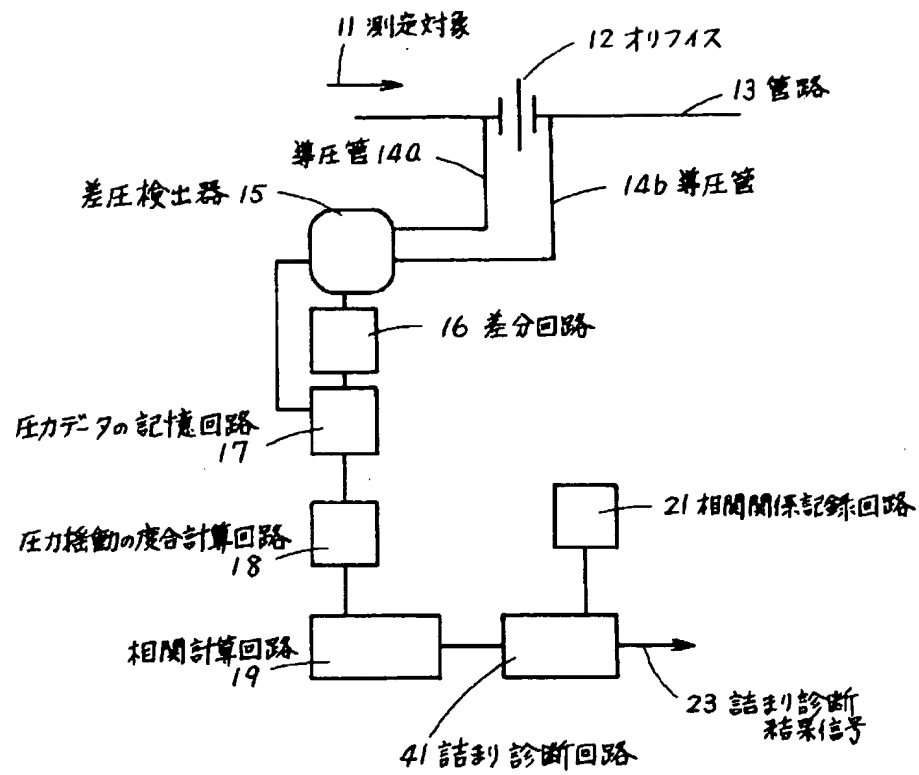 11 測定対象
12 オリフィス
13 管路
導圧管 14a
14b 導圧管
差圧検出器 15
16 差分回路
圧力データの記憶回路
17
21 相関関係記録回路
圧力揺動の度合計算回路
18
相関計算回路
19
23 詰まり診断
結果信号
41 詰まり診断回路